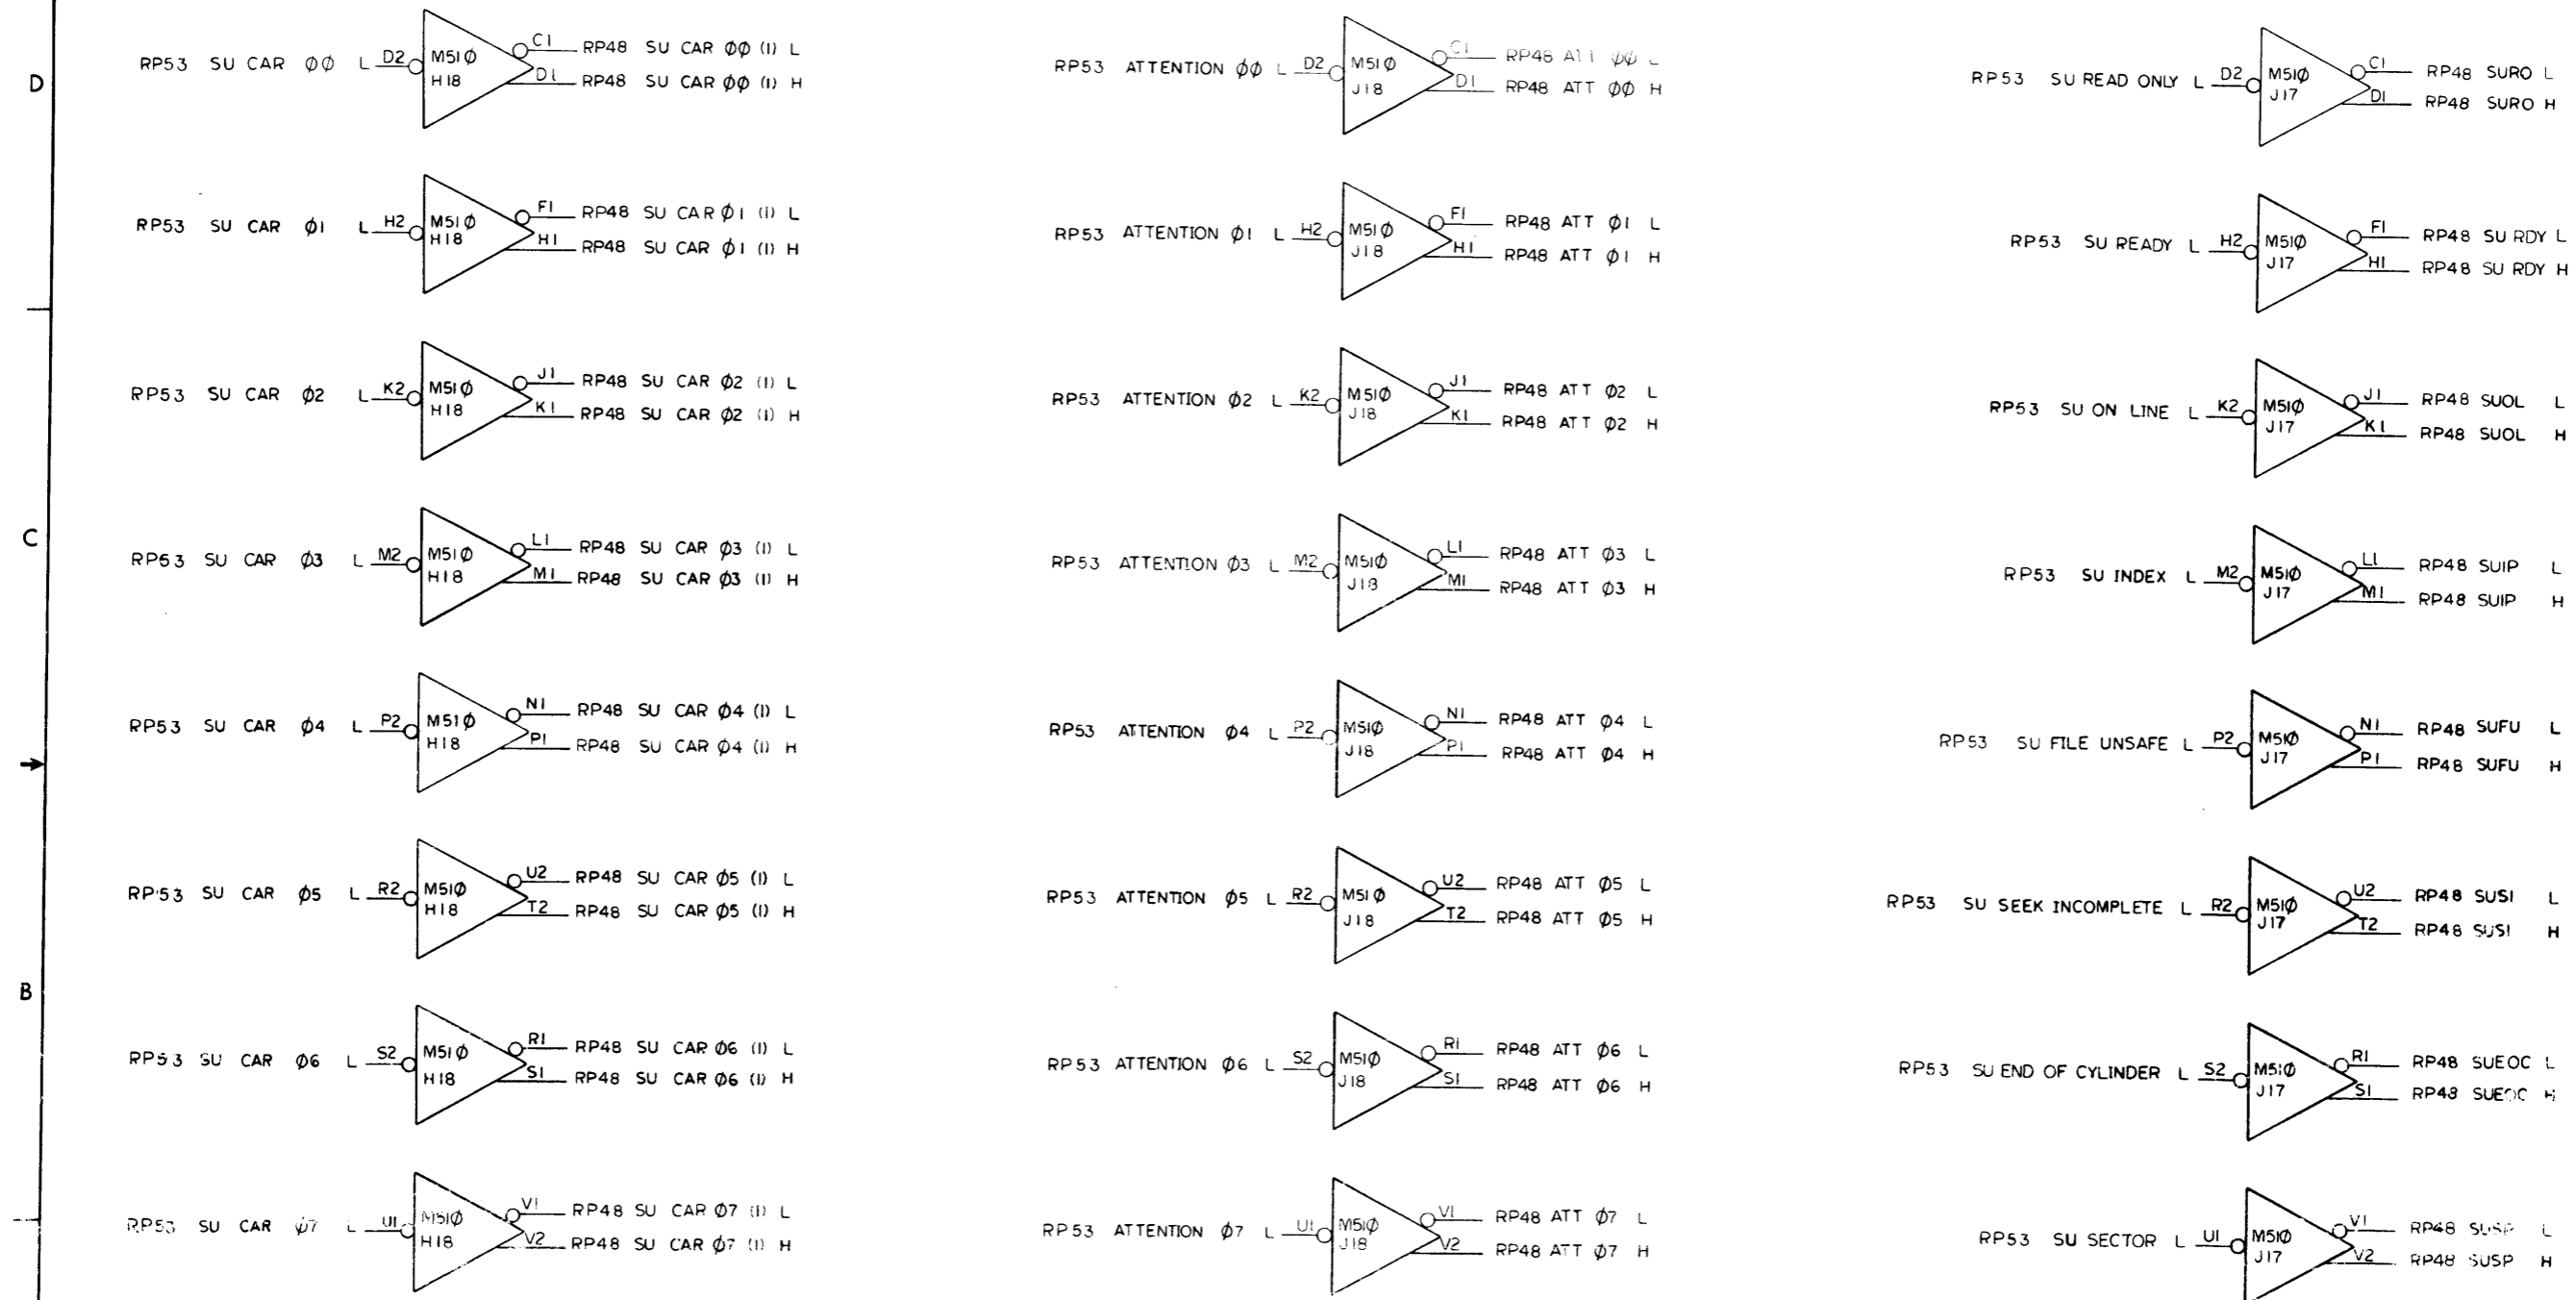 D
RP53 SU CAR ØØ L D2 M51Ø H18 C1 RP48 SU CAR ØØ (1) L
D1 RP48 SU CAR ØØ (1) H
RP53 SU CAR Ø1 L H2 M51Ø H18 F1 RP48 SU CAR Ø1 (1) L
H1 RP48 SU CAR Ø1 (1) H
RP53 SU CAR Ø2 L K2 M51Ø H18 J1 RP48 SU CAR Ø2 (1) L
K1 RP48 SU CAR Ø2 (1) H
C
RP53 SU CAR Ø3 L M2 M51Ø H18 L1 RP48 SU CAR Ø3 (1) L
M1 RP48 SU CAR Ø3 (1) H
RP53 SU CAR Ø4 L P2 M51Ø H18 N1 RP48 SU CAR Ø4 (1) L
P1 RP48 SU CAR Ø4 (1) H
RP53 SU CAR Ø5 L R2 M51Ø H18 U2 RP48 SU CAR Ø5 (1) L
T2 RP48 SU CAR Ø5 (1) H
B
RP53 SU CAR Ø6 L S2 M51Ø H18 R1 RP48 SU CAR Ø6 (1) L
S1 RP48 SU CAR Ø6 (1) H
RP53 SU CAR Ø7 L U1 M51Ø H18 V1 RP48 SU CAR Ø7 (1) L
V2 RP48 SU CAR Ø7 (1) H
RP53 ATTENTION ØØ L D2 M51Ø J18 C1 RP48 ATT ØØ L
D1 RP48 ATT ØØ H
RP53 ATTENTION Ø1 L H2 M51Ø J18 F1 RP48 ATT Ø1 L
H1 RP48 ATT Ø1 H
RP53 ATTENTION Ø2 L K2 M51Ø J18 J1 RP48 ATT Ø2 L
K1 RP48 ATT Ø2 H
RP53 ATTENTION Ø3 L M2 M51Ø J18 L1 RP48 ATT Ø3 L
M1 RP48 ATT Ø3 H
RP53 ATTENTION Ø4 L P2 M51Ø J18 N1 RP48 ATT Ø4 L
P1 RP48 ATT Ø4 H
RP53 ATTENTION Ø5 L R2 M51Ø J18 U2 RP48 ATT Ø5 L
T2 RP48 ATT Ø5 H
RP53 ATTENTION Ø6 L S2 M51Ø J18 R1 RP48 ATT Ø6 L
S1 RP48 ATT Ø6 H
RP53 ATTENTION Ø7 L U1 M51Ø J18 V1 RP48 ATT Ø7 L
V2 RP48 ATT Ø7 H
RP53 SU READ ONLY L D2 M51Ø J17 C1 RP48 SURO L
D1 RP48 SURO H
RP53 SU READY L H2 M51Ø J17 F1 RP48 SU RDY L
H1 RP48 SU RDY H
RP53 SU ON LINE L K2 M51Ø J17 J1 RP48 SUOL L
K1 RP48 SUOL H
RP53 SU INDEX L M2 M51Ø J17 L1 RP48 SUIP L
M1 RP48 SUIP H
RP53 SU FILE UNSAFE L P2 M51Ø J17 N1 RP48 SUFU L
P1 RP48 SUFU H
RP53 SU SEEK INCOMPLETE L R2 M51Ø J17 U2 RP48 SUSI L
T2 RP48 SUSI H
RP53 SU END OF CYLINDER L S2 M51Ø J17 R1 RP48 SUEOC L
S1 RP48 SUEOC H
RP53 SU SECTOR L U1 M51Ø J17 V1 RP48 SUSP L
V2 RP48 SUSP H